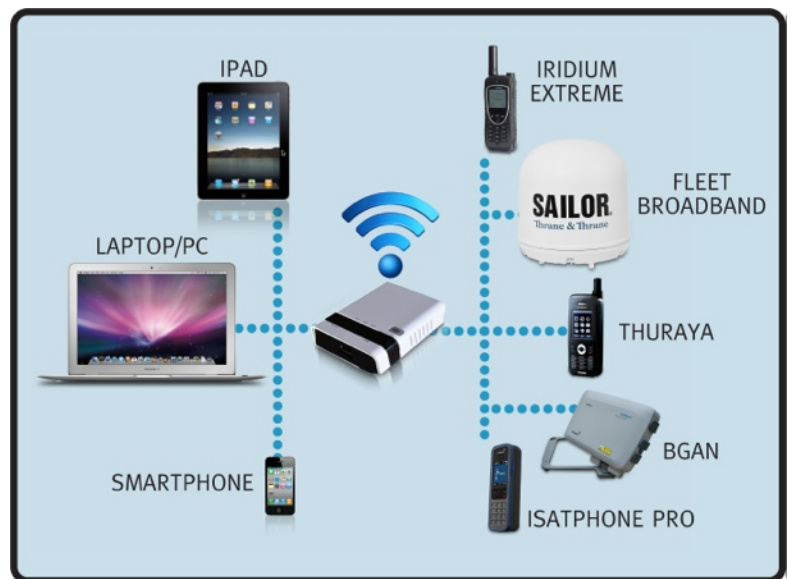 IPAD
IRIDIUM
EXTREME
FLEET
BROADBAND
SAILOR
Thrane & Thrane
LAPTOP/PC
THURAYA
BGAN
SMARTPHONE
ISATPHONE PRO